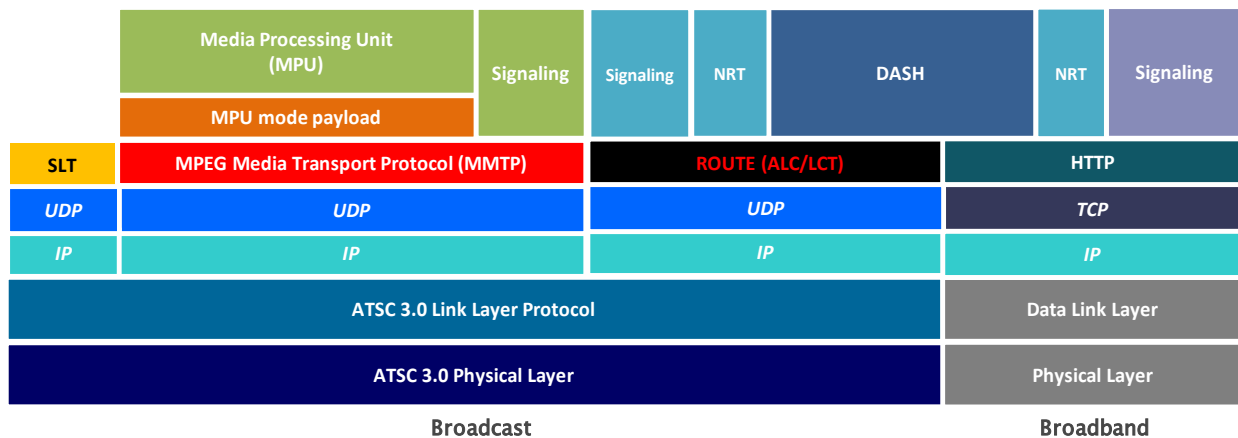 Media Processing Unit
(MPU)
Signaling
Signaling
NRT
DASH
NRT
Signaling
MPU mode payload
SLT
MPEG Media Transport Protocol (MMTP)
ROUTE (ALC/LCT)
HTTP
UDP
UDP
UDP
TCP
IP
IP
IP
IP
ATSC 3.0 Link Layer Protocol
Data Link Layer
ATSC 3.0 Physical Layer
Physical Layer
Broadcast
Broadband